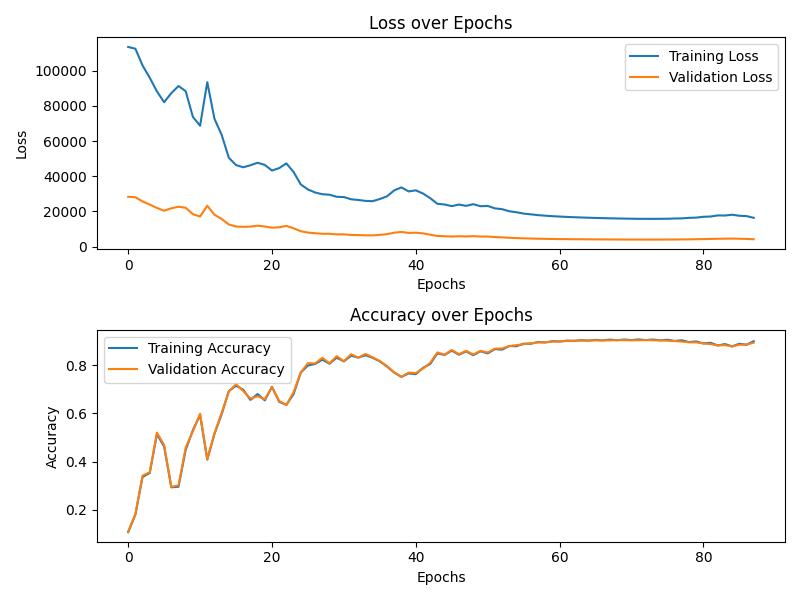 Loss over Epochs
Loss
100000
80000
60000
40000
20000
0
Training Loss
Validation Loss
0 20 40 60 80
Epochs
Accuracy over Epochs
Accuracy
0.8
0.6
0.4
0.2
Training Accuracy
Validation Accuracy
0 20 40 60 80
Epochs